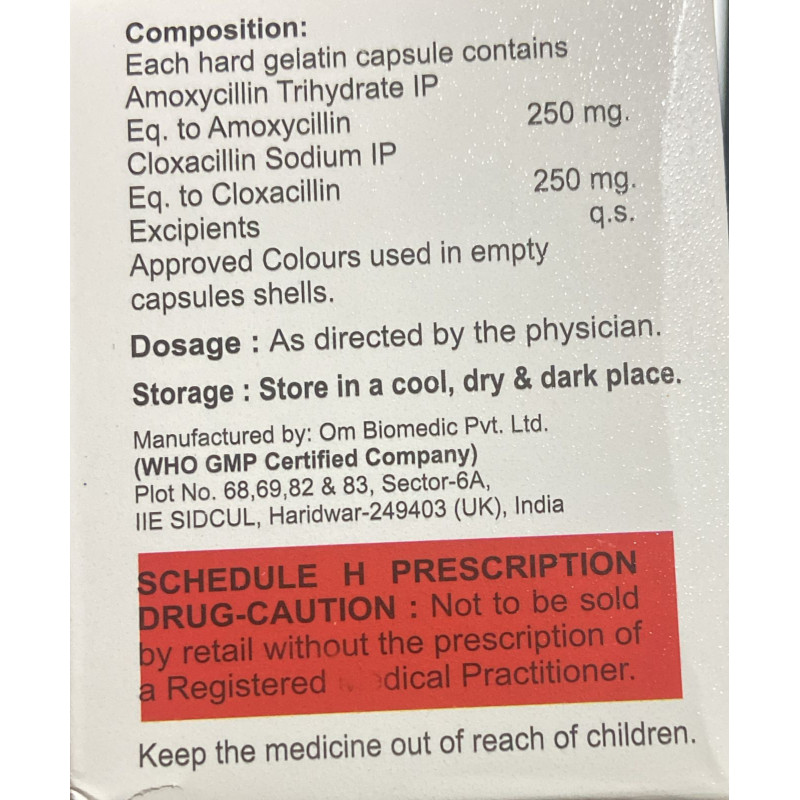 Composition:
Each hard gelatin capsule contains
Amoxycillin Trihydrate IP
Eq. to Amoxycillin 250 mg.
Cloxacillin Sodium IP
Eq. to Cloxacillin 250 mg.
Excipients q.s.
Approved Colours used in empty
capsules shells.
Dosage : As directed by the physician.
Storage : Store in a cool, dry & dark place.
Manufactured by: Om Biomedic Pvt. Ltd.
(WHO GMP Certified Company)
Plot No. 68,69,82 & 83, Sector-6A,
IIE SIDCUL, Haridwar-249403 (UK), India
SCHEDULE H PRESCRIPTION
DRUG-CAUTION : Not to be sold
by retail without the prescription of
a Registered Medical Practitioner.
Keep the medicine out of reach of children.